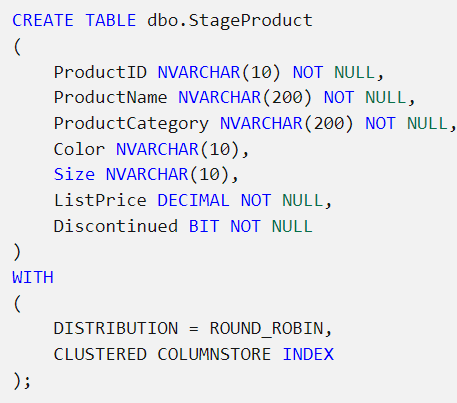 CREATE TABLE dbo.StageProduct
(
    ProductID NVARCHAR(10) NOT NULL,
    ProductName NVARCHAR(200) NOT NULL,
    ProductCategory NVARCHAR(200) NOT NULL,
    Color NVARCHAR(10),
    Size NVARCHAR(10),
    ListPrice DECIMAL NOT NULL,
    Discontinued BIT NOT NULL
)
WITH
(
    DISTRIBUTION = ROUND_ROBIN,
    CLUSTERED COLUMNSTORE INDEX
);